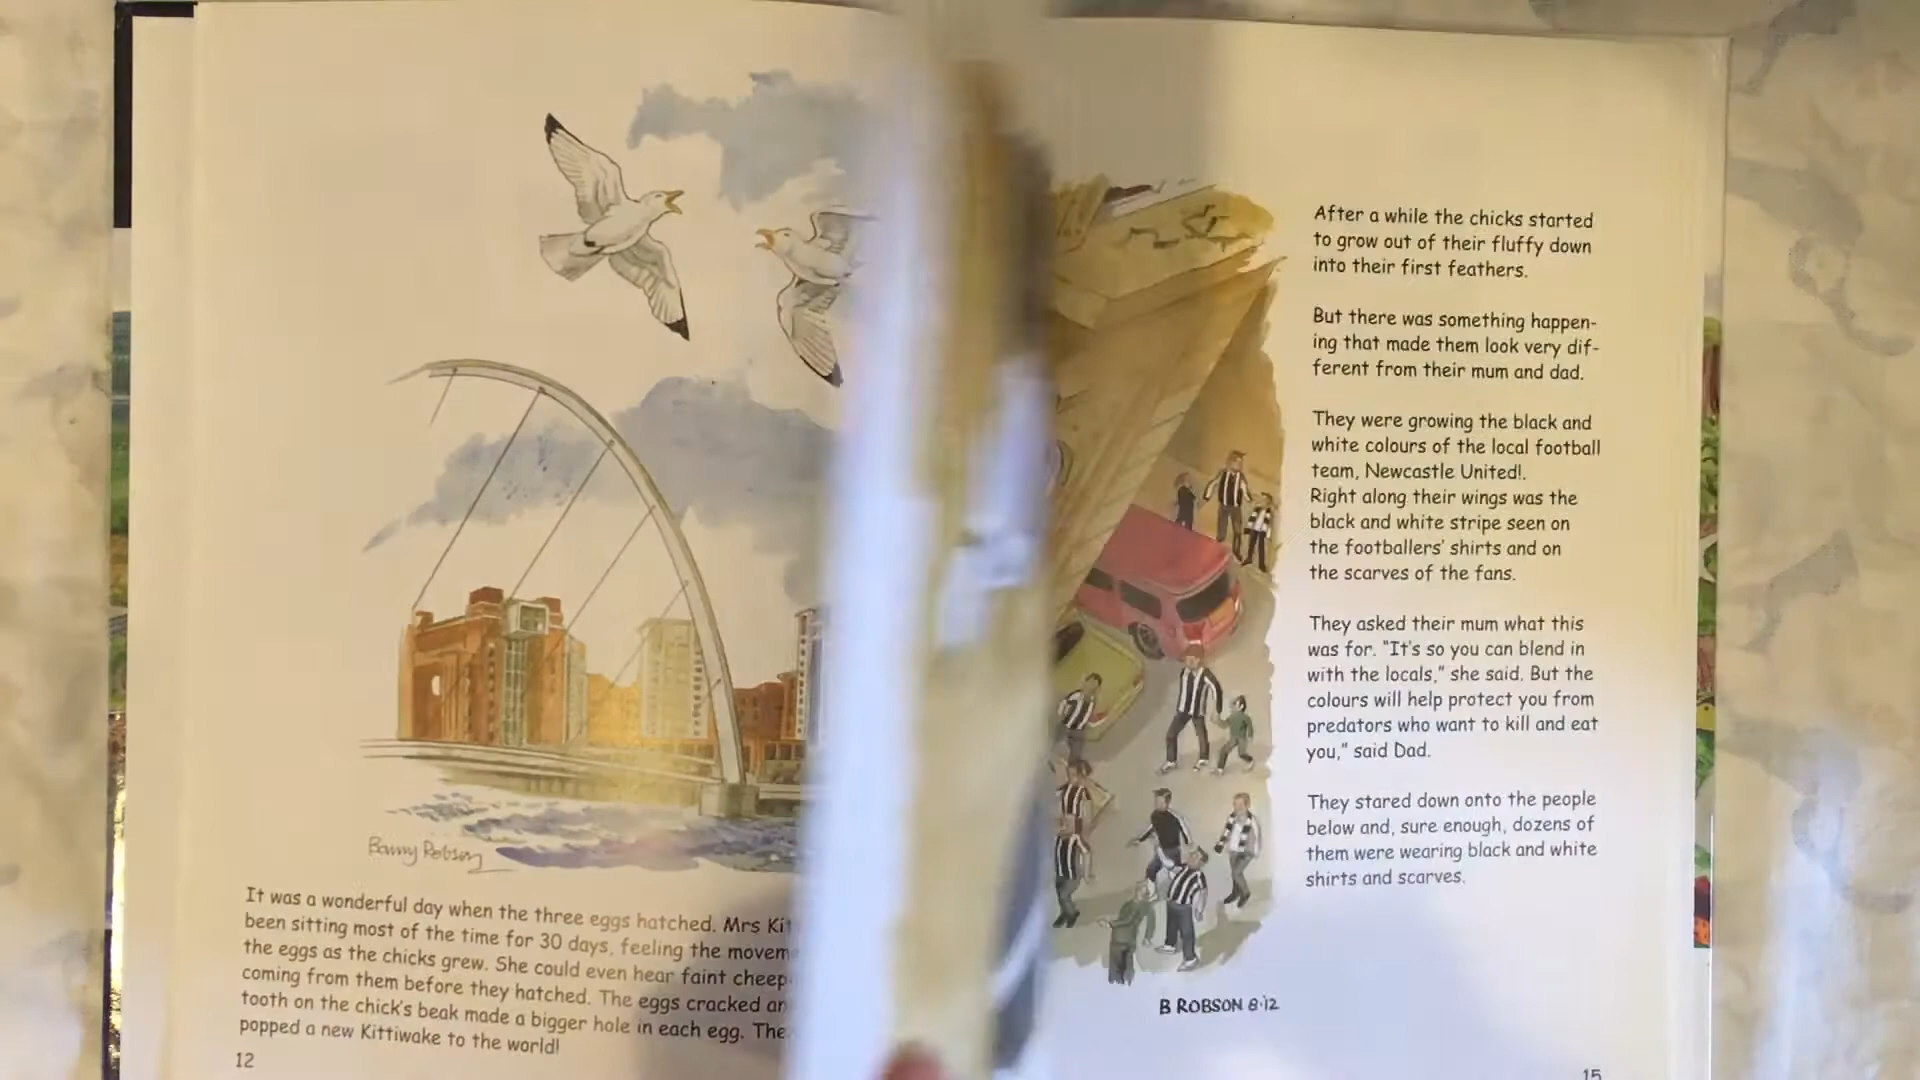 Barry Robson
It was a wonderful day when the three eggs hatched. Mrs
been sitting most of the time for 30 days, feeling the
the eggs as the chicks grew. She could even hear faint
coming from them before they hatched. The eggs cracked
tooth on the chick's beak made a bigger hole in each egg.
popped a new Kittiwake to the world!
12
After a while the chicks started
to grow out of their fluffy down
into their first feathers.
But there was something happen-
ing that made them look very dif-
ferent from their mum and dad.
They were growing the black and
white colours of the local football
team, Newcastle United!.
Right along their wings was the
black and white stripe seen on
the footballers' shirts and on
the scarves of the fans.
They asked their mum what this
was for. "It's so you can blend in
with the locals," she said. But the
colours will help protect you from
predators who want to kill and eat
you," said Dad.
They stared down onto the people
below and, sure enough, dozens of
them were wearing black and white
shirts and scarves.
B ROBSON 8·12
15